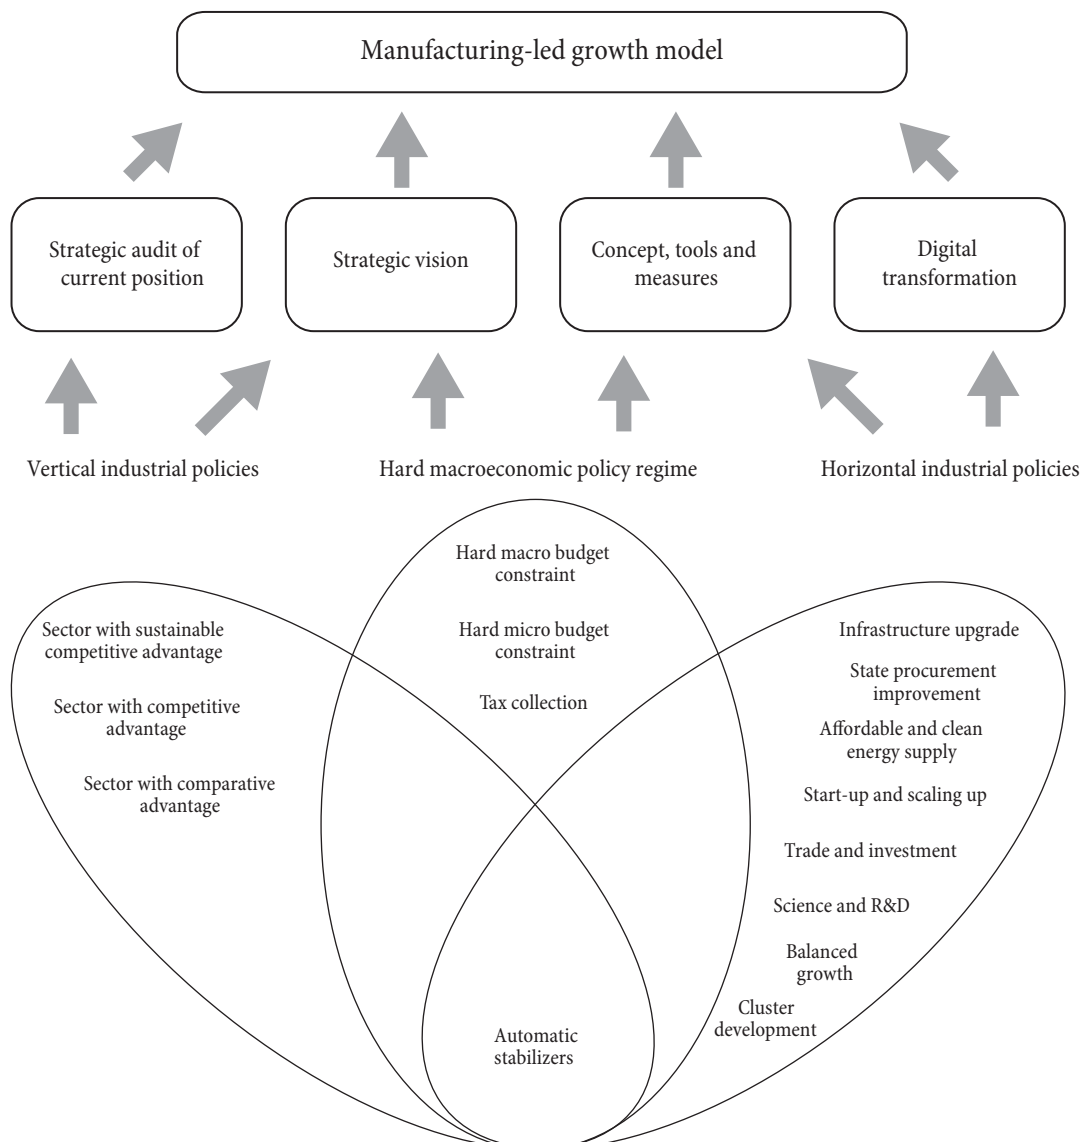 Manufacturing-led growth model
Strategic audit of
current position
Strategic vision
Concept, tools and
measures
Digital
transformation
Vertical industrial policies
Hard macroeconomic policy regime
Horizontal industrial policies
Hard macro budget
constraint
Hard micro budget
constraint
Tax collection
Sector with sustainable
competitive advantage
Sector with competitive
advantage
Sector with comparative
advantage
Infrastructure upgrade
State procurement
improvement
Affordable and clean
energy supply
Start-up and scaling up
Trade and investment
Science and R&D
Balanced
growth
Cluster
development
Automatic
stabilizers